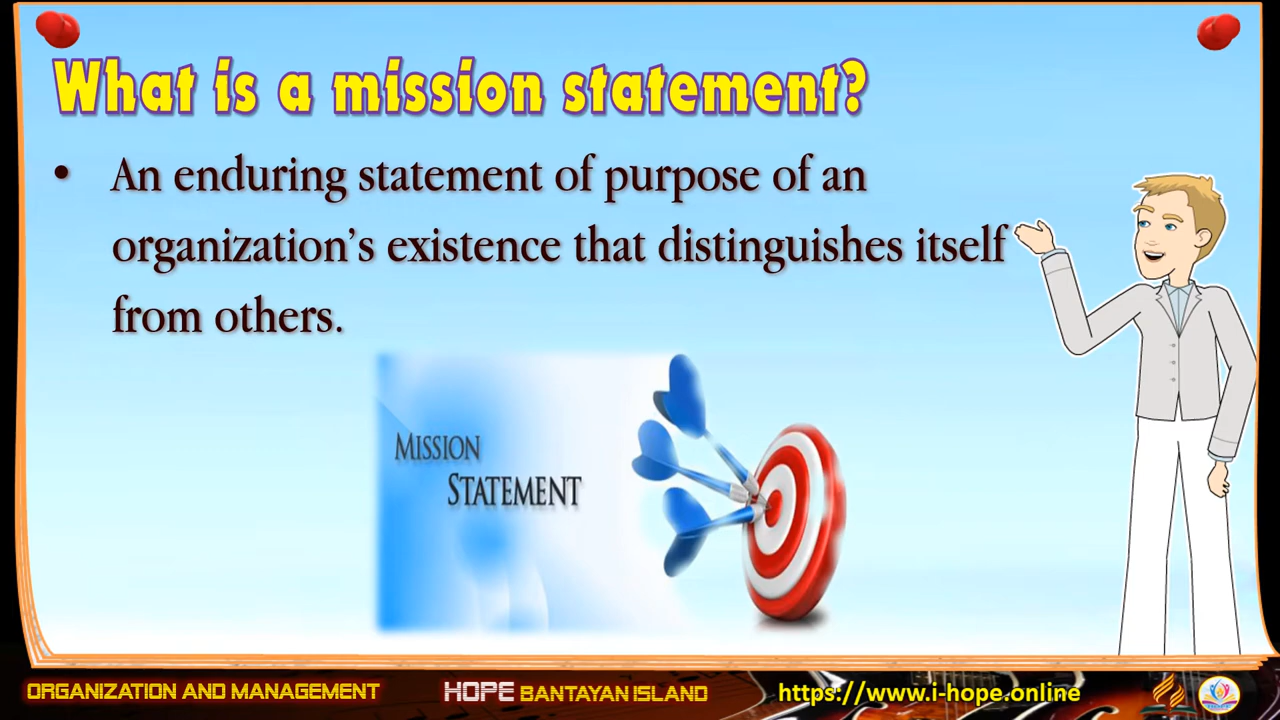 What is a mission statement?
• An enduring statement of purpose of an
organization’s existence that distinguishes itself
from others.
MISSION
STATEMENT
ORGANIZATION AND MANAGEMENT
HOPE BANTAYAN ISLAND
https://www.i-hope.online